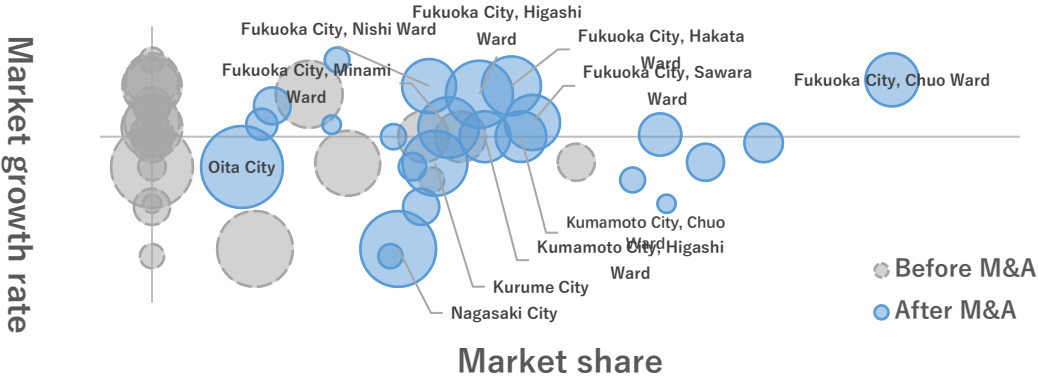 Fukuoka City, Higashi
Ward
Fukuoka City, Nishi Ward
Fukuoka City, Hakata
Ward
Fukuoka City, Minami
Ward
Fukuoka City, Sawara
Ward
Fukuoka City, Chuo Ward
Oita City
Kumamoto City, Chuo
Ward
Kumamoto City, Higashi
Ward
Kurume City
Nagasaki City
Before M&A
After M&A
Market growth rate
Market share